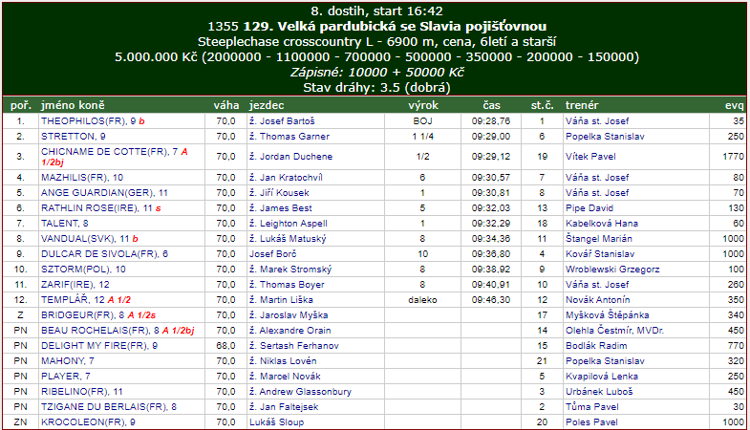 8. dostih, start 16:42
1355 129. Velká pardubická se Slavia pojišťovnou
Steeplechase crosscountry L - 6900 m, cena, 6letí a starší
5.000.000 Kč (2000000 - 1100000 - 700000 - 500000 - 350000 - 200000 - 150000)
Zápisné: 10000 + 50000 Kč
Stav dráhy: 3.5 (dobrá)
poř. jméno koně váha jezdec výrok čas st.č. trenér evq
1. THEOPHILOS(FR), 9 b 70,0 ž. Josef Bartoš BOJ 09:28,76 1 Váňa st. Josef 35
2. STRETTON, 9 70,0 ž. Thomas Garner 1 1/4 09:29,00 6 Popelka Stanislav 250
3. CHICNAME DE COTTE(FR), 7 A 1/2bj 70,0 ž. Jordan Duchene 1/2 09:29,12 19 Vítek Pavel 1770
4. MAZHILIS(FR), 10 70,0 ž. Jan Kratochvíl 6 09:30,57 7 Váňa st. Josef 80
5. ANGE GUARDIAN(GER), 11 70,0 ž. Jiří Kousek 1 09:30,81 8 Váňa st. Josef 70
6. RATHLIN ROSE(IRE), 11 s 70,0 ž. James Best 5 09:32,03 13 Pipe David 130
7. TALENT, 8 70,0 ž. Leighton Aspell 1 09:32,29 18 Kabelková Hana 60
8. VANDUAL(SVK), 11 b 70,0 ž. Lukáš Matuský 8 09:34,36 11 Štangel Marián 1000
9. DULCAR DE SIVOLA(FR), 6 70,0 Josef Borč 10 09:36,80 4 Kovář Stanislav 1000
10. SZTORM(POL), 10 70,0 ž. Marek Stromský 8 09:38,92 9 Wroblewski Grzegorz 100
11. ZARIF(IRE), 12 70,0 ž. Thomas Boyer 8 09:40,91 10 Váňa st. Josef 260
12. TEMPLÁŘ, 12 A 1/2 70,0 ž. Martin Liška daleko 09:46,30 12 Novák Antonín 350
Z BRIDGEUR(FR), 8 A 1/2s 70,0 ž. Jaroslav Myška 17 Myšková Štěpánka 340
PN BEAU ROCHELAIS(FR), 8 A 1/2bj 70,0 ž. Alexandre Orain 14 Olehla Čestmír, MVDr. 450
PN DELIGHT MY FIRE(FR), 9 68.0 ž. Sertash Ferhanov 15 Bodlák Radim 770
PN MAHONY, 7 70,0 ž. Niklas Lovén 21 Popelka Stanislav 320
PN PLAYER, 7 70,0 ž. Marcel Novák 5 Kvapilová Lenka 250
PN RIBELINO(FR), 11 70,0 ž. Andrew Glassonbury 3 Urbánek Luboš 450
PN TZIGANE DU BERLAIS(FR), 8 70,0 ž. Jan Faltejsek 2 Tůma Pavel 30
ZN KROCOLEON(FR), 9 70,0 Lukáš Sloup 20 Poles Pavel 1000